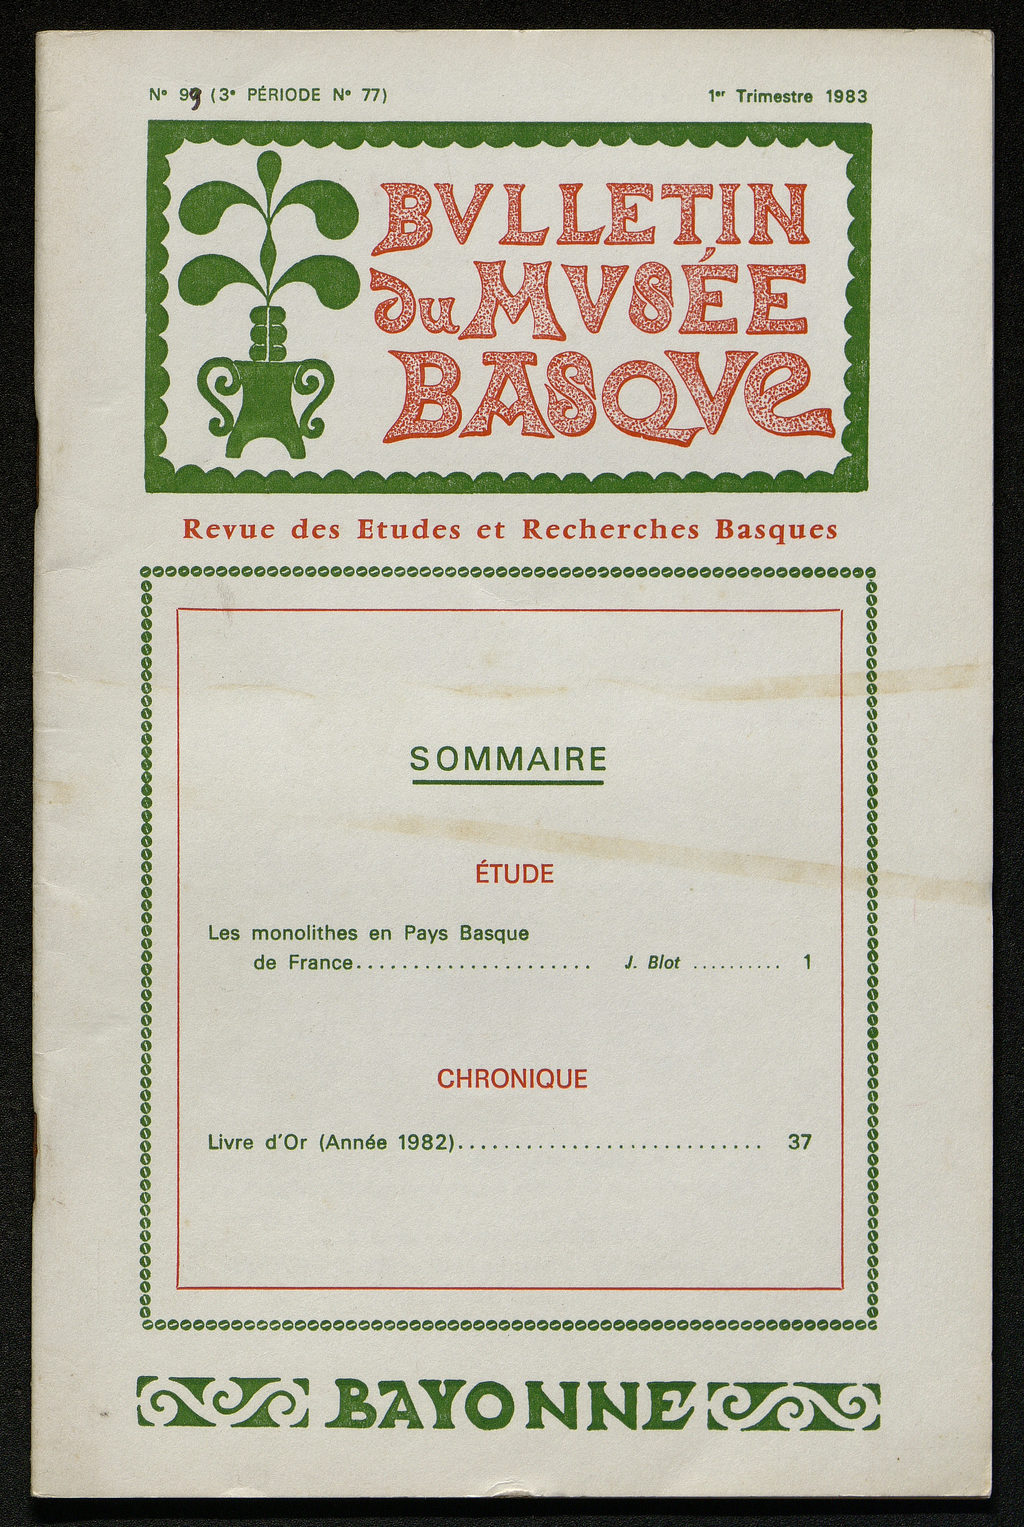 N° 99 (3e PÉRIODE N° 77)
1er Trimestre 1983
BVLLETIN
du MVSÉE
BASQVE
Revue des Etudes et Recherches Basques
SOMMAIRE
ÉTUDE
Les monolithes en Pays Basque
de France..................... J. Blot .......... 1
CHRONIQUE
Livre d'Or (Année 1982)........................... 37
BAYONNE